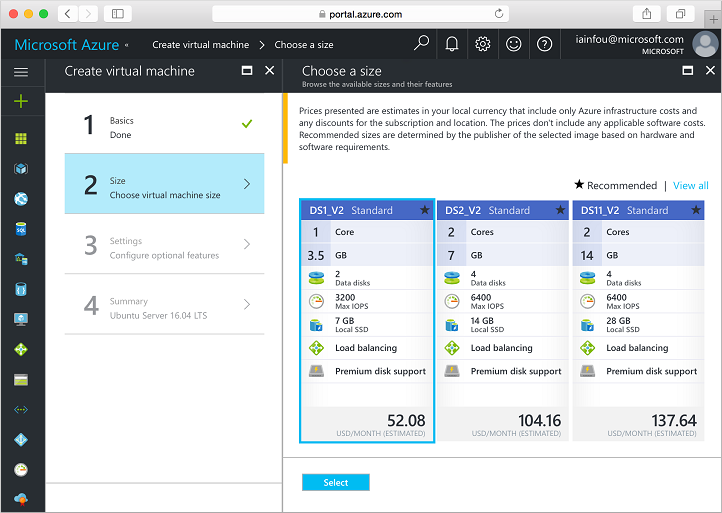 portal.azure.com
Microsoft Azure
Create virtual machine > Choose a size
iainfou@microsoft.com
MICROSOFT
Create virtual machine
1 Basics
Done
2 Size
Choose virtual machine size
3 Settings
Configure optional features
4 Summary
Ubuntu Server 16.04 LTS
Choose a size
Browse the available sizes and their features
Prices presented are estimates in your local currency that include only Azure infrastructure costs and
any discounts for the subscription and location. The prices don't include any applicable software costs.
Recommended sizes are determined by the publisher of the selected image based on hardware and
software requirements.
★ Recommended | View all
DS1_V2 Standard
1 Core
3.5 GB
2
Data disks
3200
Max IOPS
7 GB
Local SSD
Load balancing
Premium disk support
52.08
USD/MONTH (ESTIMATED)
DS2_V2 Standard
2 Cores
7 GB
4
Data disks
6400
Max IOPS
14 GB
Local SSD
Load balancing
Premium disk support
104.16
USD/MONTH (ESTIMATED)
DS11_V2 Standard
2 Cores
14 GB
4
Data disks
6400
Max IOPS
28 GB
Local SSD
Load balancing
Premium disk support
137.64
USD/MONTH (ESTIMATED)
Select